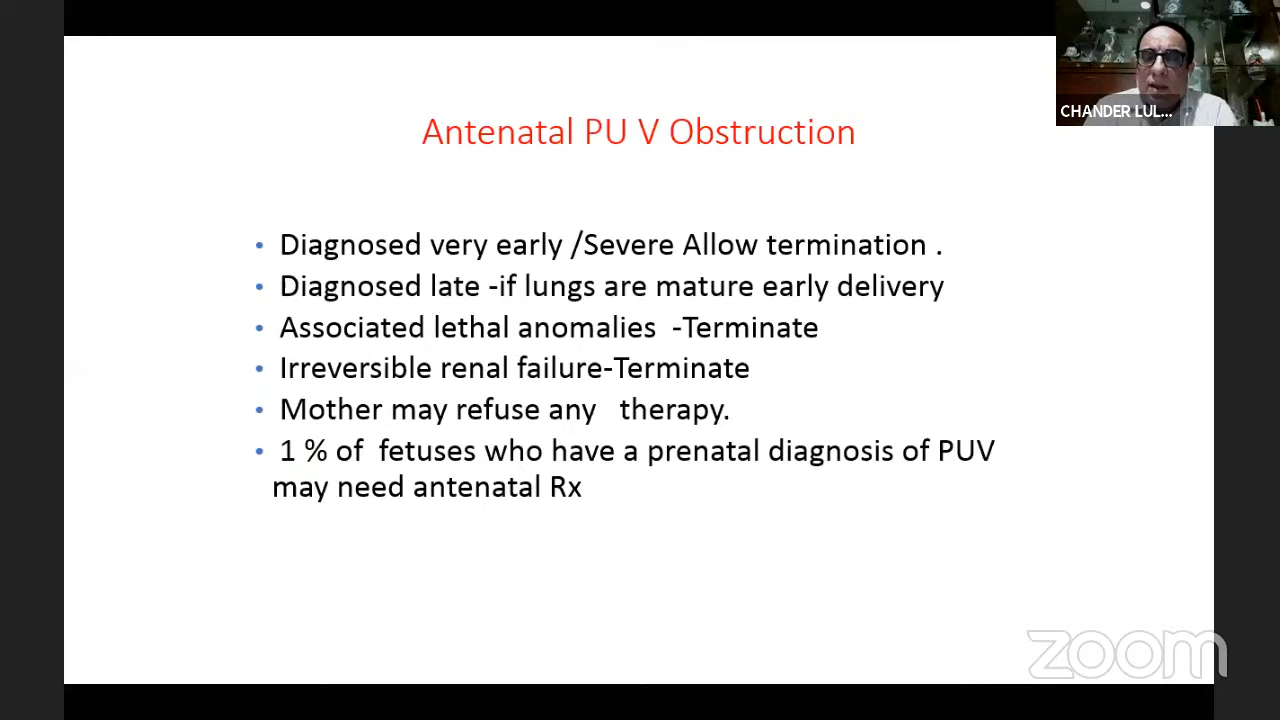 CHANDER LUL...
Antenatal PU V Obstruction
• Diagnosed very early /Severe Allow termination .
• Diagnosed late -if lungs are mature early delivery
• Associated lethal anomalies -Terminate
• Irreversible renal failure-Terminate
• Mother may refuse any therapy.
• 1 % of fetuses who have a prenatal diagnosis of PUV
may need antenatal Rx
zoom